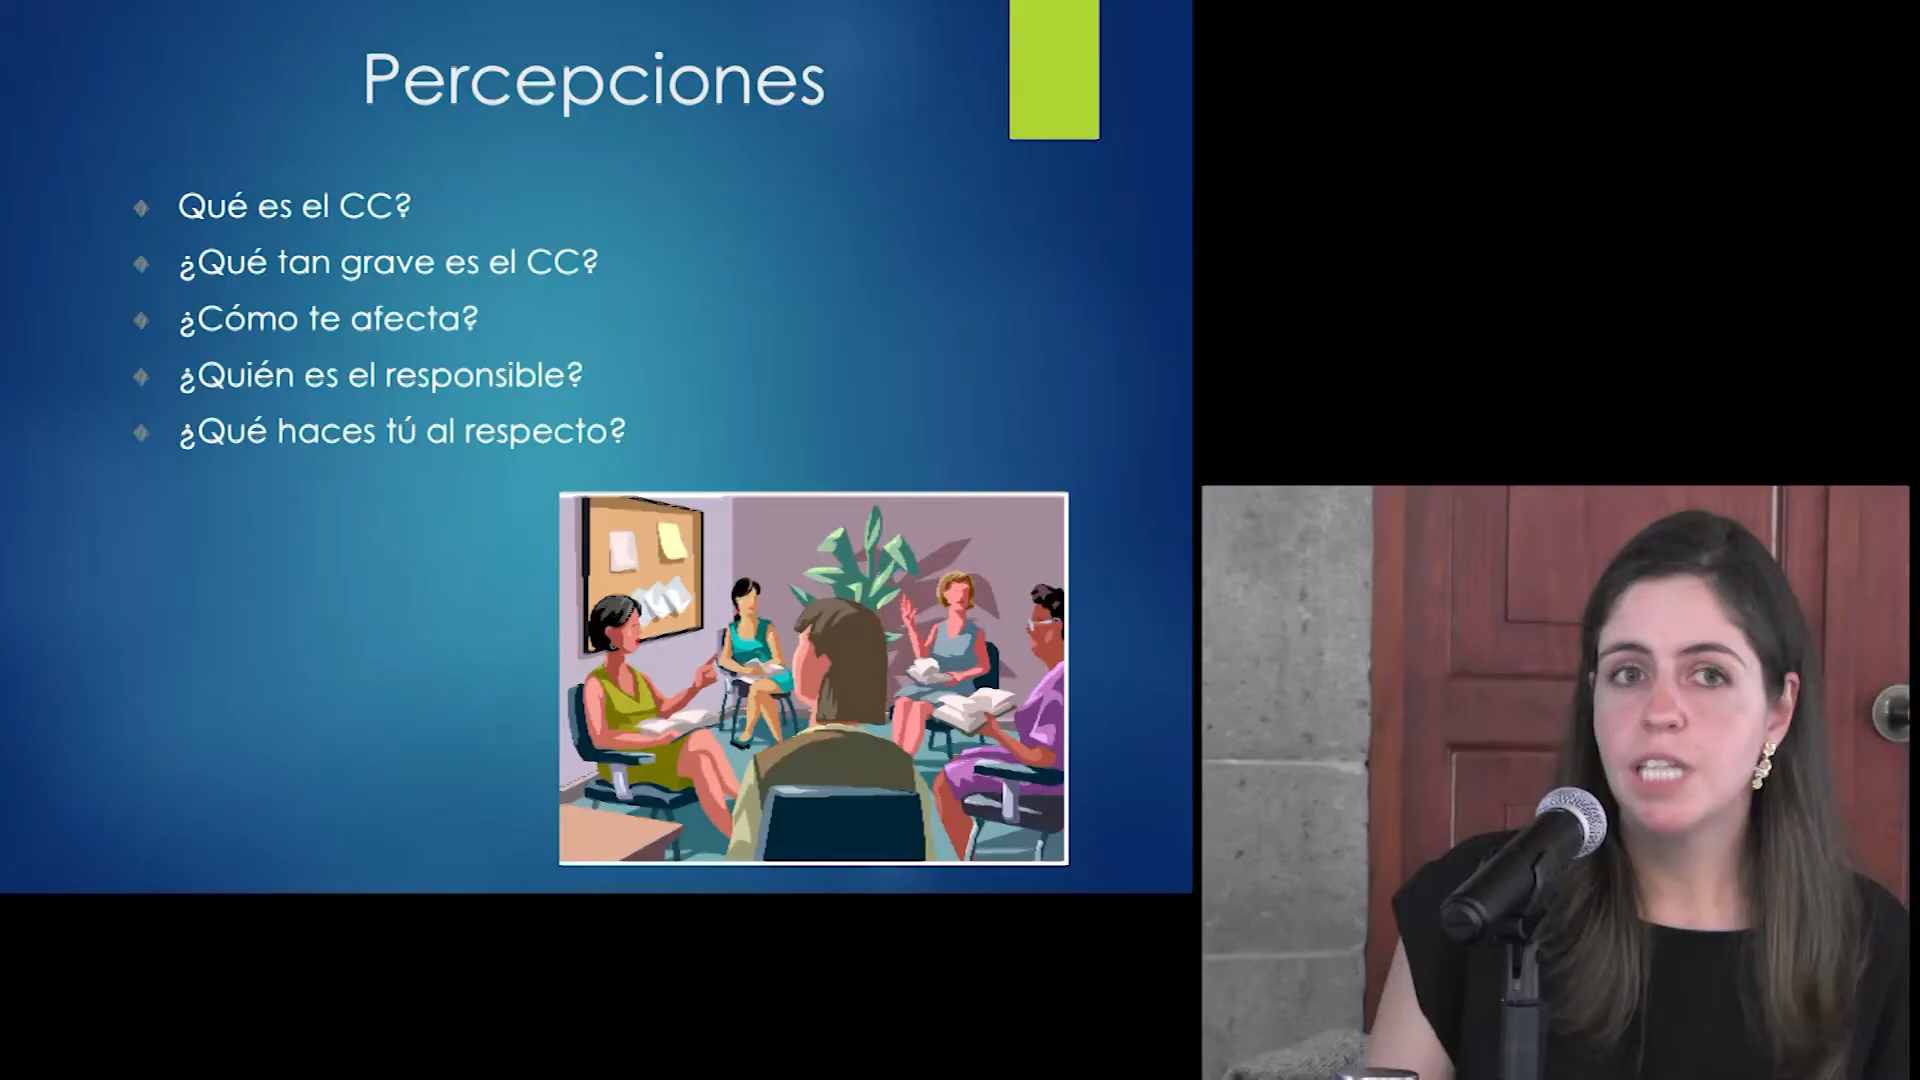 Percepciones
Qué es el CC?
¿Qué tan grave es el CC?
¿Cómo te afecta?
¿Quién es el responsible?
¿Qué haces tú al respecto?